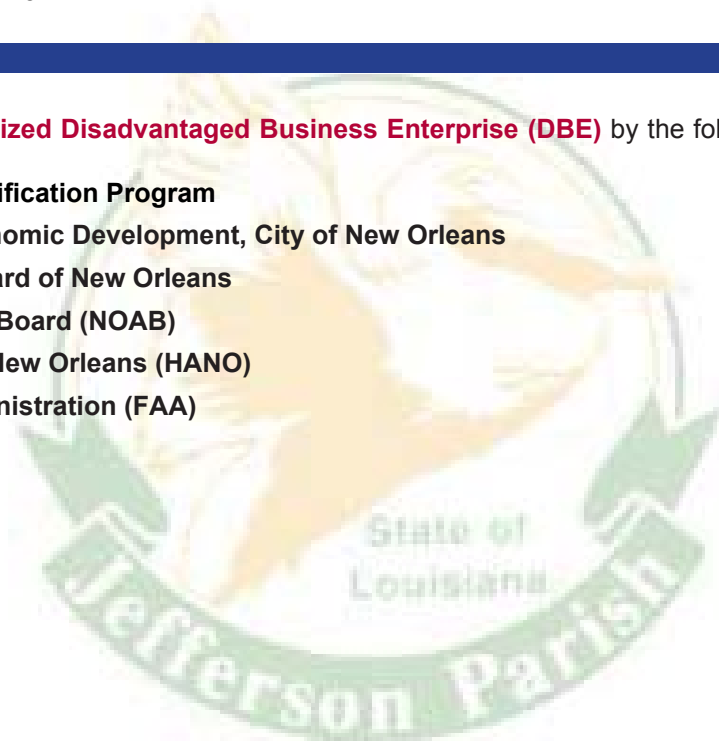 ized Disadvantaged Business Enterprise (DBE) by the fol
ification Program
nomic Development, City of New Orleans
ard of New Orleans
Board (NOAB)
New Orleans (HANO)
nistration (FAA)
State of
Louisiana
Jefferson Parish